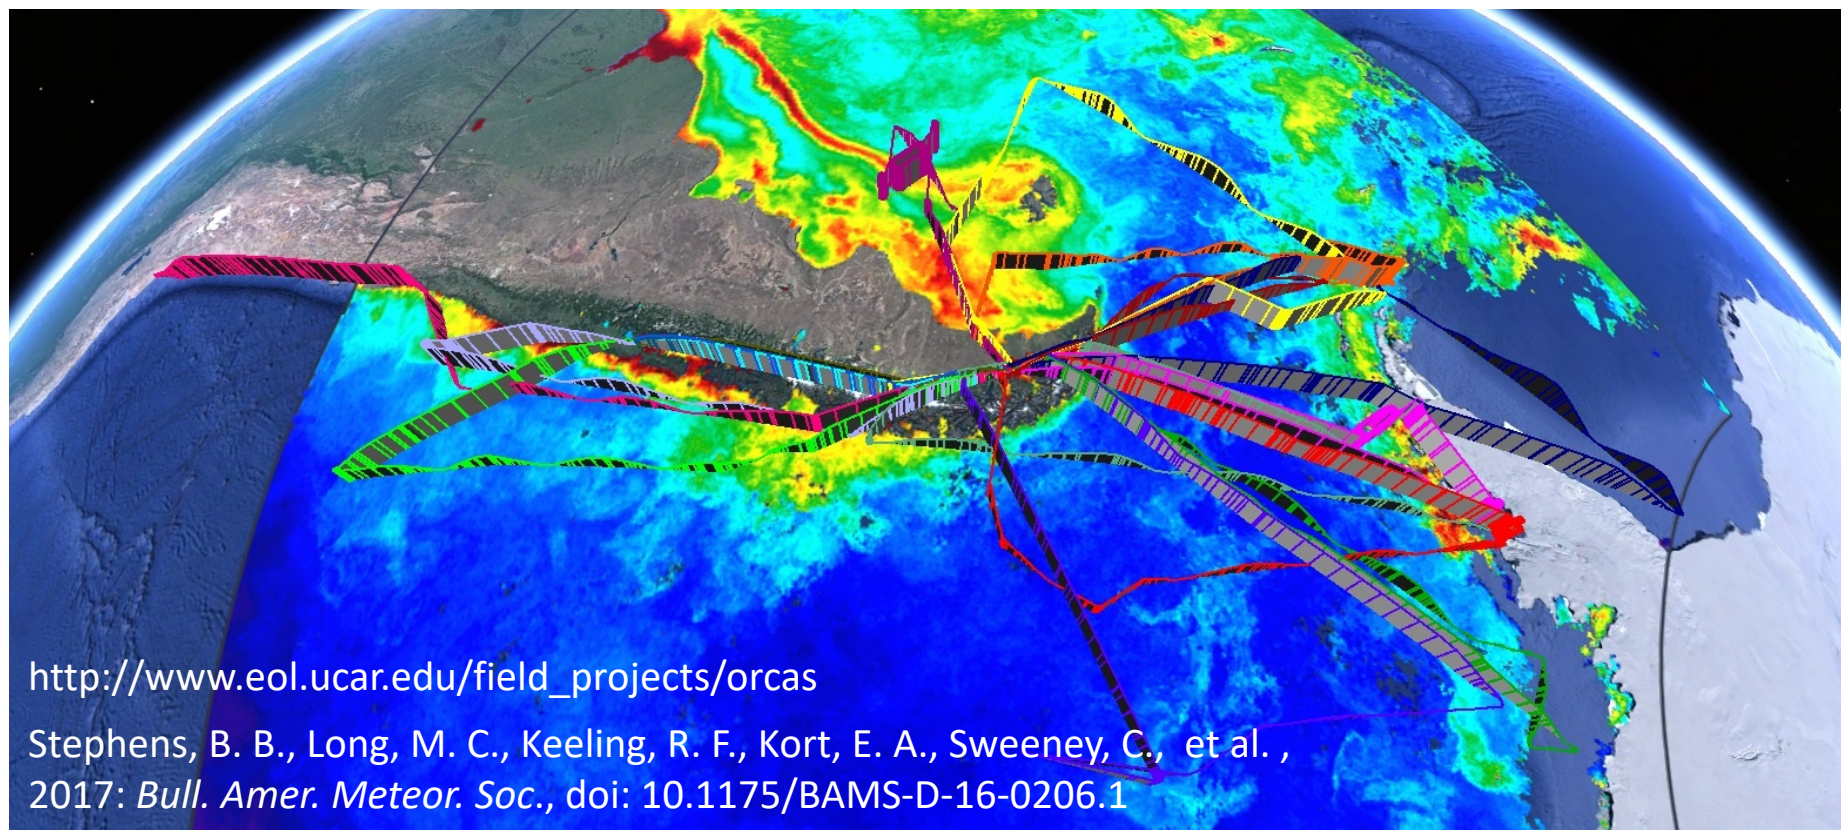 http://www.eol.ucar.edu/field_projects/orcas
Stephens, B. B., Long, M. C., Keeling, R. F., Kort, E. A., Sweeney, C., et al. ,
2017: Bull. Amer. Meteor. Soc., doi: 10.1175/BAMS-D-16-0206.1